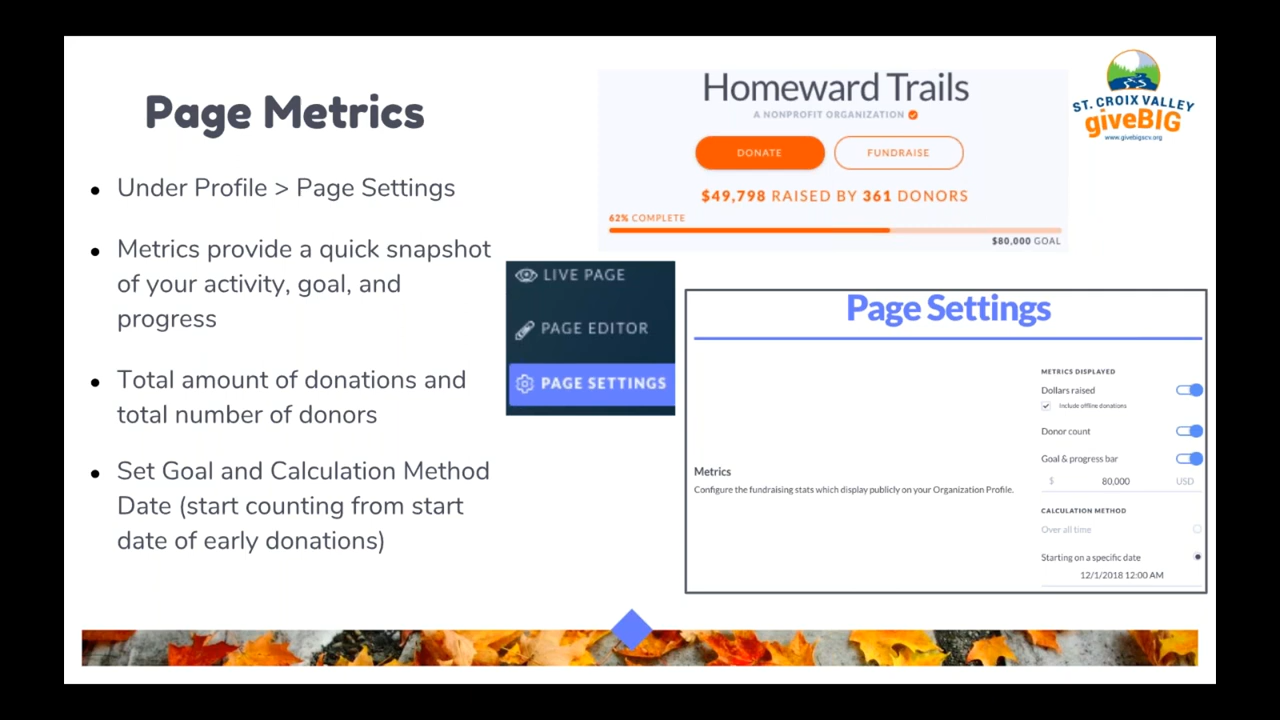 Page Metrics
Under Profile > Page Settings
Metrics provide a quick snapshot
of your activity, goal, and
progress
Total amount of donations and
total number of donors
Set Goal and Calculation Method
Date (start counting from start
date of early donations)
Homeward Trails
A NONPROFIT ORGANIZATION
DONATE
FUNDRAISE
$49,798 RAISED BY 361 DONORS
62% COMPLETE
$80,000 GOAL
ST. CROIX VALLEY
giveBIG
www.givebigscv.org
LIVE PAGE
PAGE EDITOR
PAGE SETTINGS
Page Settings
Metrics
Configure the fundraising stats which display publicly on your Organization Profile.
METRICS DISPLAYED
Dollars raised
Include offline donations
Donor count
Goal & progress bar
$ 80,000 USD
CALCULATION METHOD
Over all time
Starting on a specific date
12/1/2018 12:00 AM